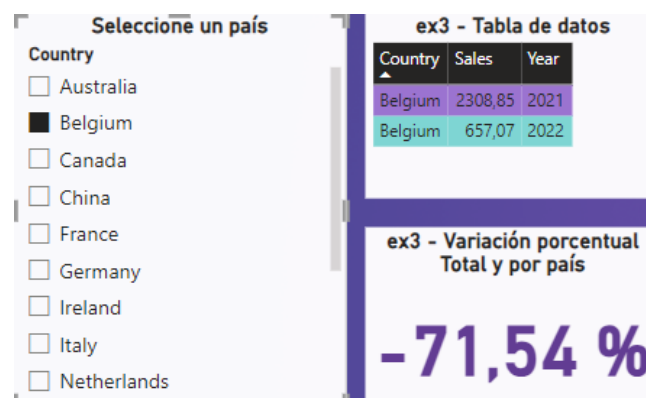 Seleccione un país
Country
Australia
Belgium
Canada
China
France
Germany
Ireland
Italy
Netherlands
ex3 - Tabla de datos
Country Sales Year
Belgium 2308,85 2021
Belgium 657,07 2022
ex3 - Variación porcentual
Total y por país
-71,54 %